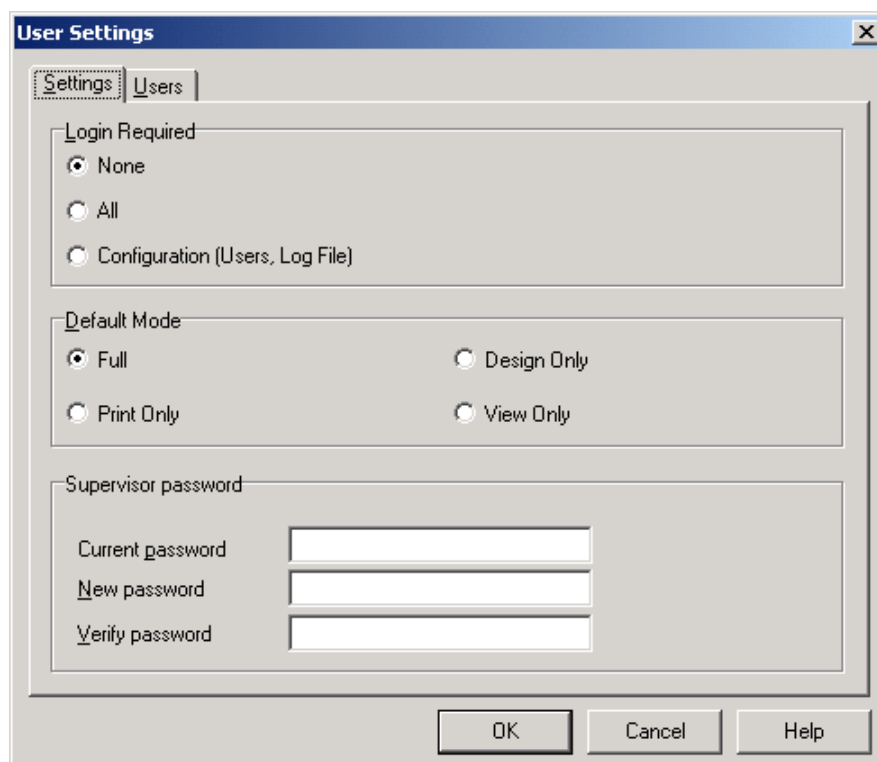 User Settings
Settings Users
Login Required
None
All
Configuration (Users, Log File)
Default Mode
Full Design Only
Print Only View Only
Supervisor password
Current password
New password
Verify password
OK Cancel Help